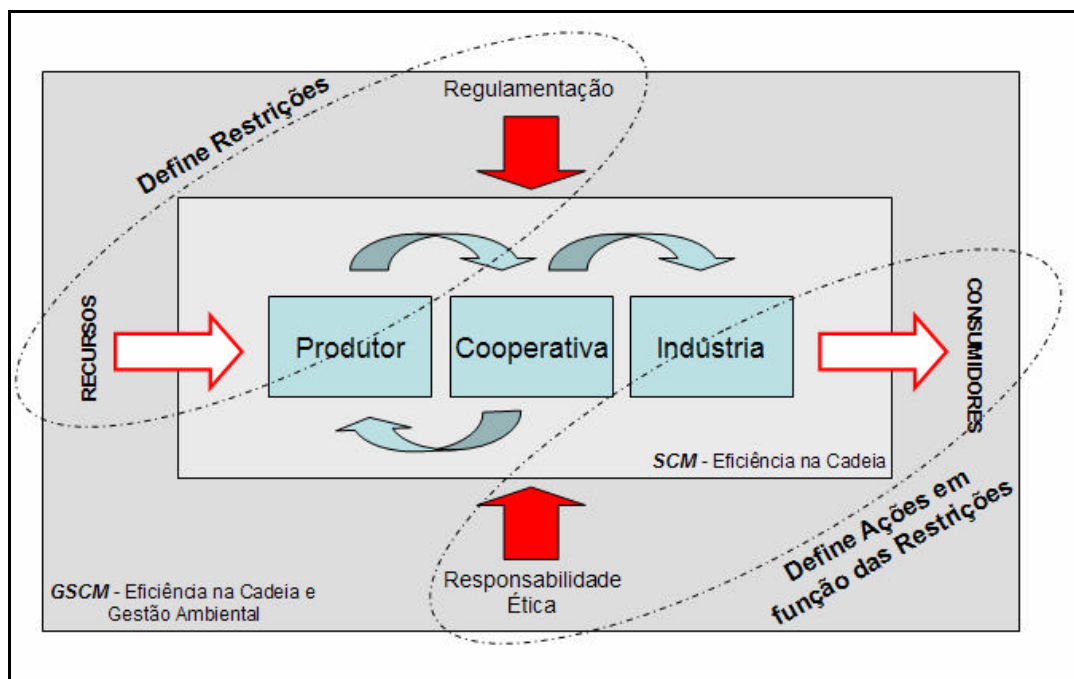 Define Restrições
Regulamentação
RECURSOS
Produtor
Cooperativa
Indústria
CONSUMIDORES
SCM - Eficiência na Cadeia
Define Ações em
função das Restrições
GSCM - Eficiência na Cadeia e
Gestão Ambiental
Responsabilidade
Ética